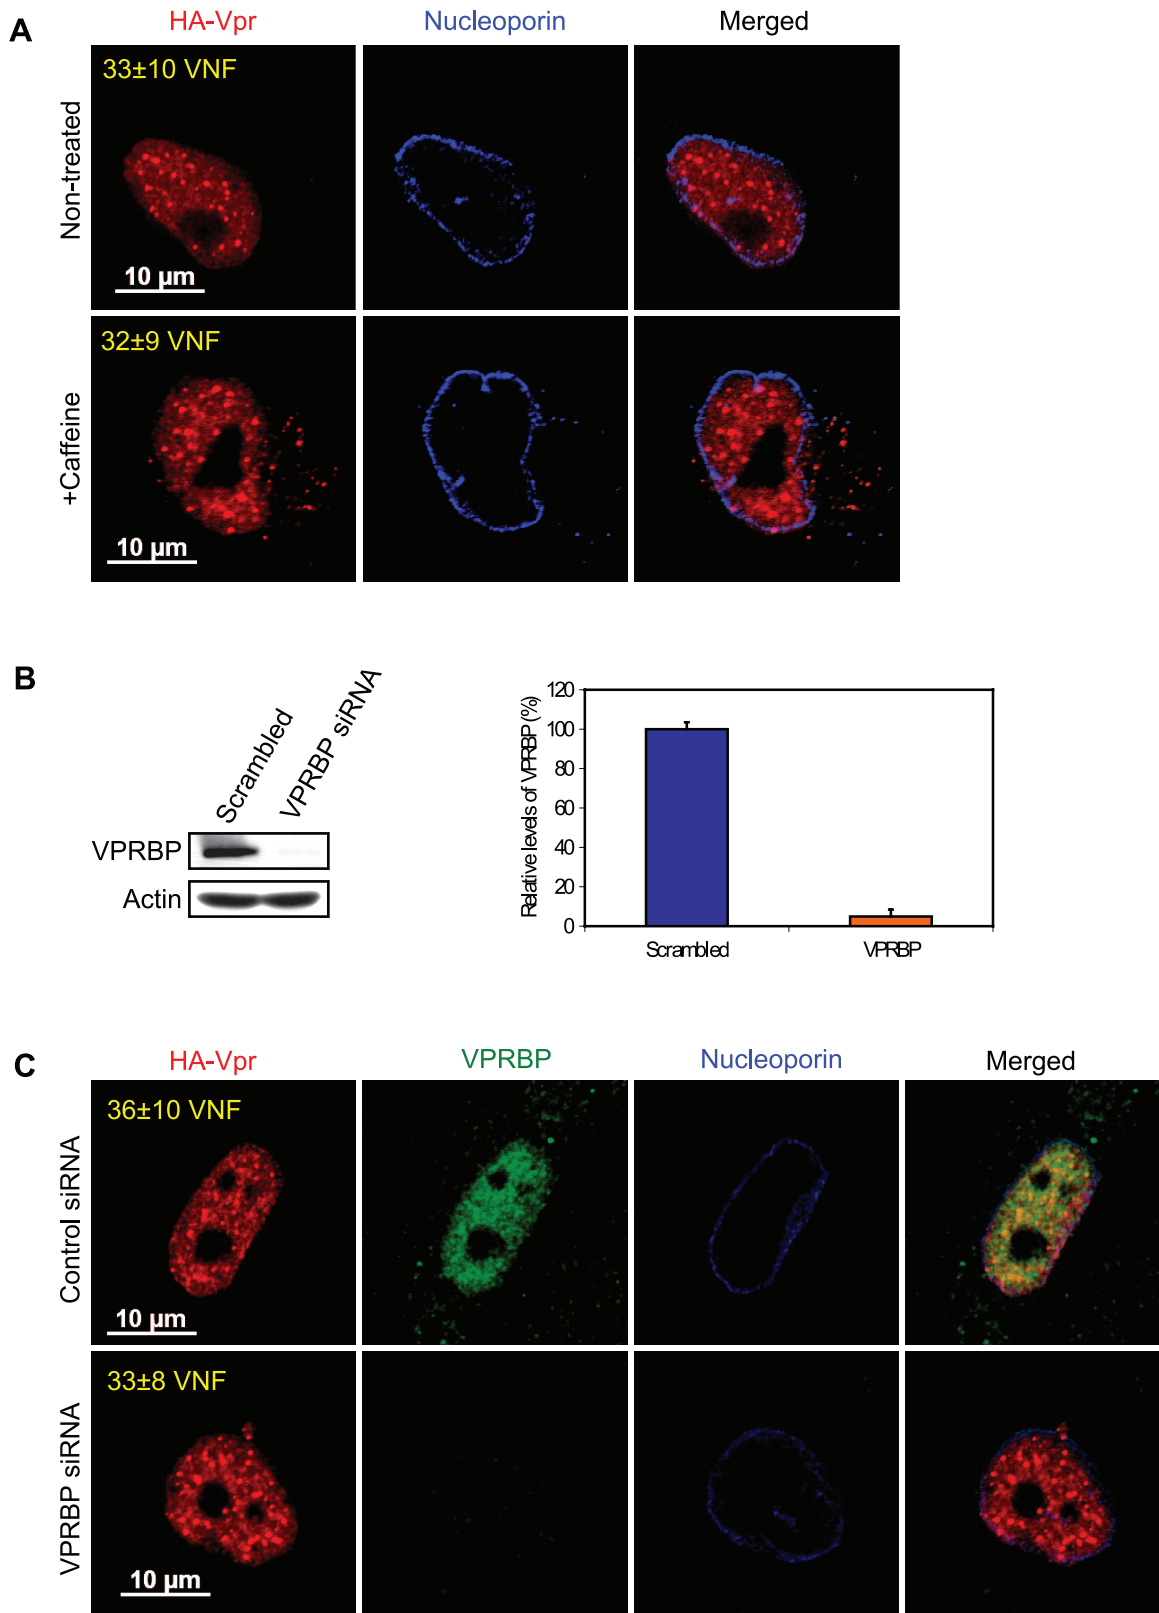 A
HA-Vpr Nucleoporin Merged
Non-treated
33±10 VNF
10 µm
+Caffeine
32±9 VNF
10 µm
B
Scrambled
VPRBP siRNA
VPRBP
Actin
Relative levels of VPRBP (%)
120
100
80
60
40
20
0
Scrambled VPRBP
C
HA-Vpr VPRBP Nucleoporin Merged
Control siRNA
36±10 VNF
10 µm
VPRBP siRNA
33±8 VNF
10 µm